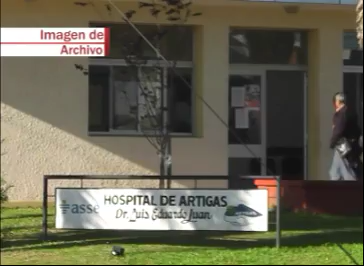 Imagen de
Archivo
asse
HOSPITAL DE ARTIGAS
Dr. Luis Eduardo Juan